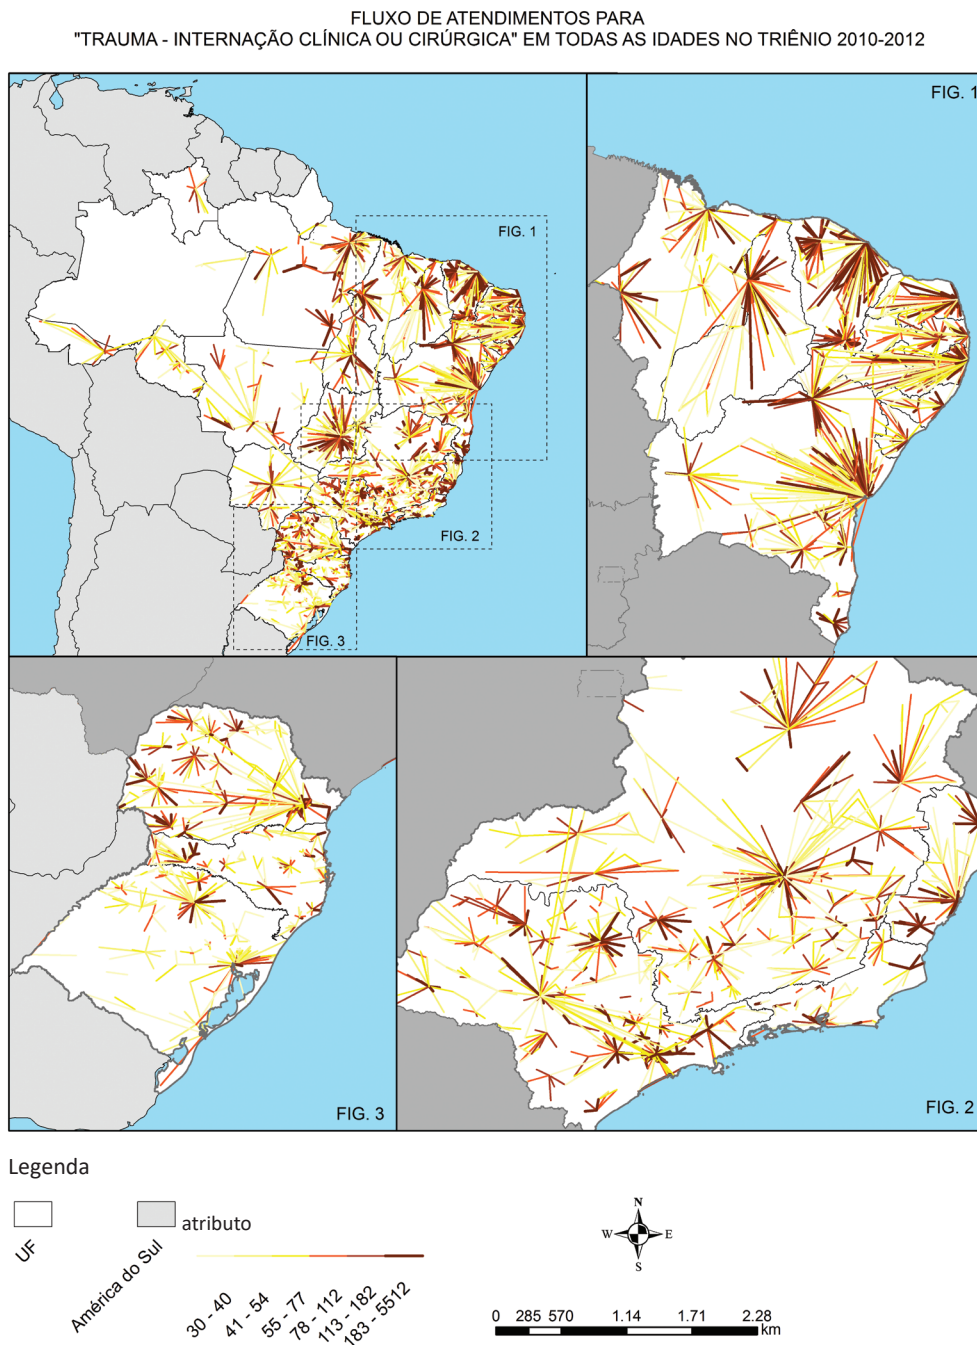 FLUXO DE ATENDIMENTOS PARA
"TRAUMA - INTERNAÇÃO CLÍNICA OU CIRÚRGICA" EM TODAS AS IDADES NO TRIÊNIO 2010-2012
FIG. 1
FIG. 1
FIG. 2
FIG. 3
FIG. 3
FIG. 2
Legenda
atributo
UF
América do Sul
30 - 40
41 - 54
55 - 77
78 - 112
113 - 182
183 - 5512
N
W
E
S
0 285 570 1.14 1.71 2.28
km